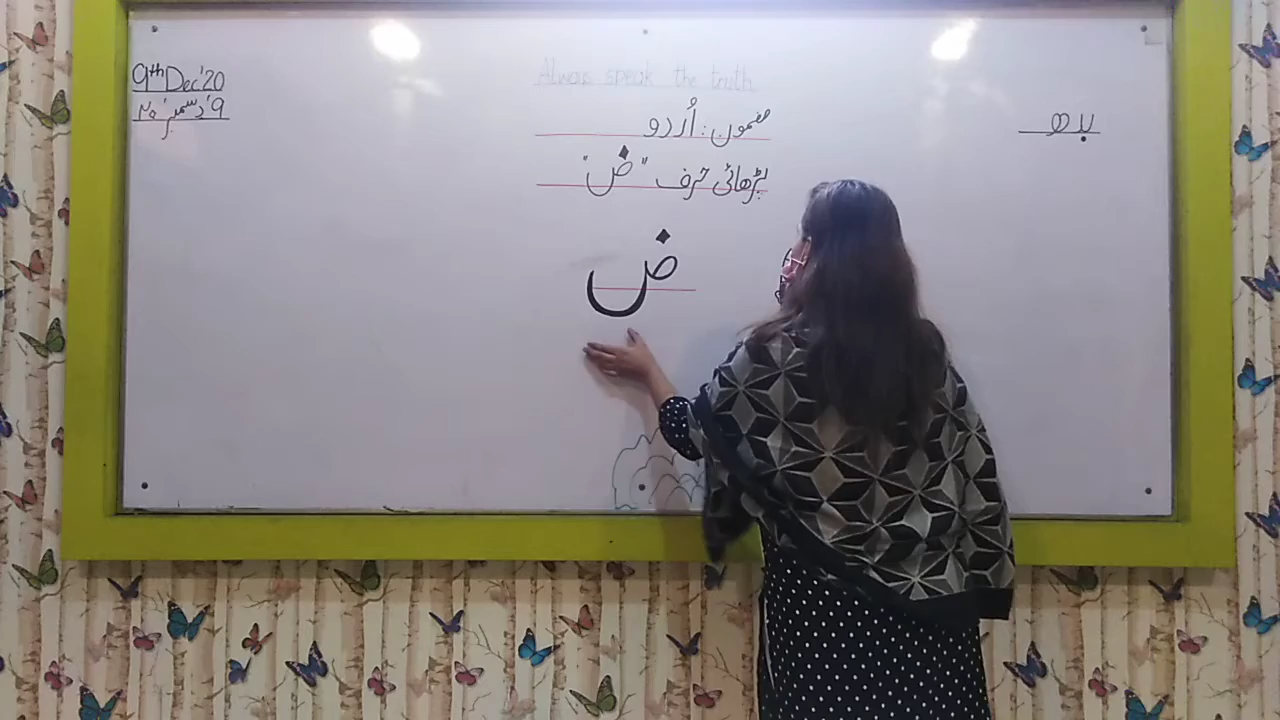 9th Dec'20
۹ دسمبر' ۲۰
Always speak the truth
مضمون: اُردو
بدھ
پڑھائی حرف "ض"
ض